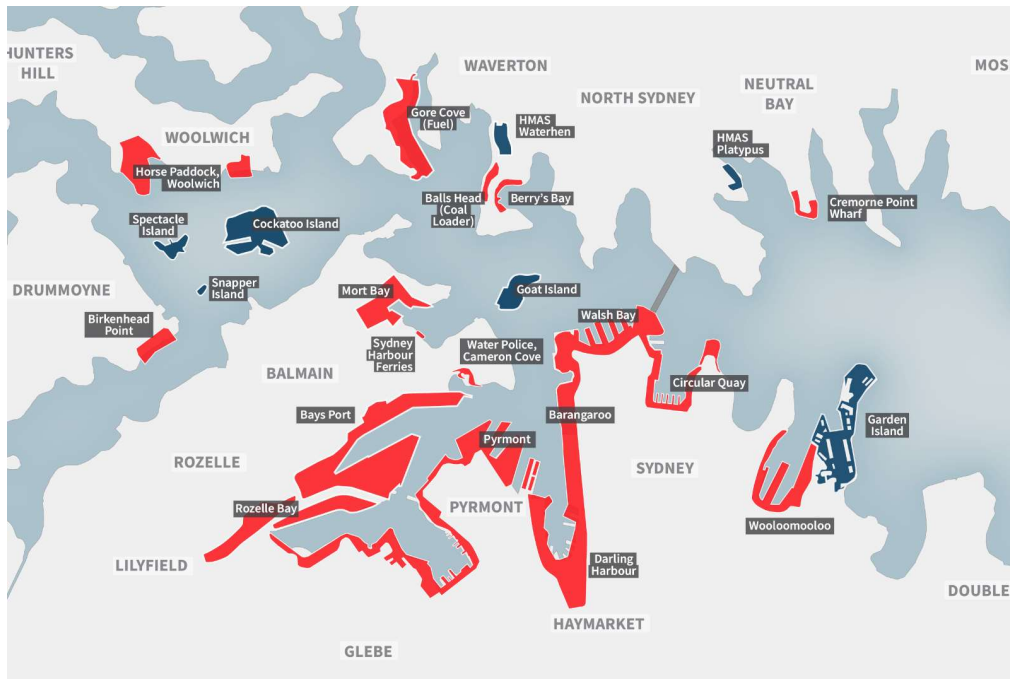 HUNTERS
HILL
WAVERTON
NORTH SYDNEY
NEUTRAL
BAY
MOS
WOOLWICH
Gore Cove
(Fuel)
HMAS
Waterhen
HMAS
Platypus
Horse Paddock,
Woolwich
Balls Head
(Coal
Loader)
Berry's Bay
Cremorne Point
Wharf
Spectacle
Island
Cockatoo Island
DRUMMOYNE
Snapper
Island
Mort Bay
Goat Island
Birkenhead
Point
Walsh Bay
Sydney
Harbour
Ferries
Water Police,
Cameron Cove
BALMAIN
Circular Quay
Bays Port
Barangaroo
Garden
Island
Pyrmont
ROZELLE
SYDNEY
Rozelle Bay
PYRMONT
Wooloomooloo
LILYFIELD
Darling
Harbour
DOUBLE
HAYMARKET
GLEBE